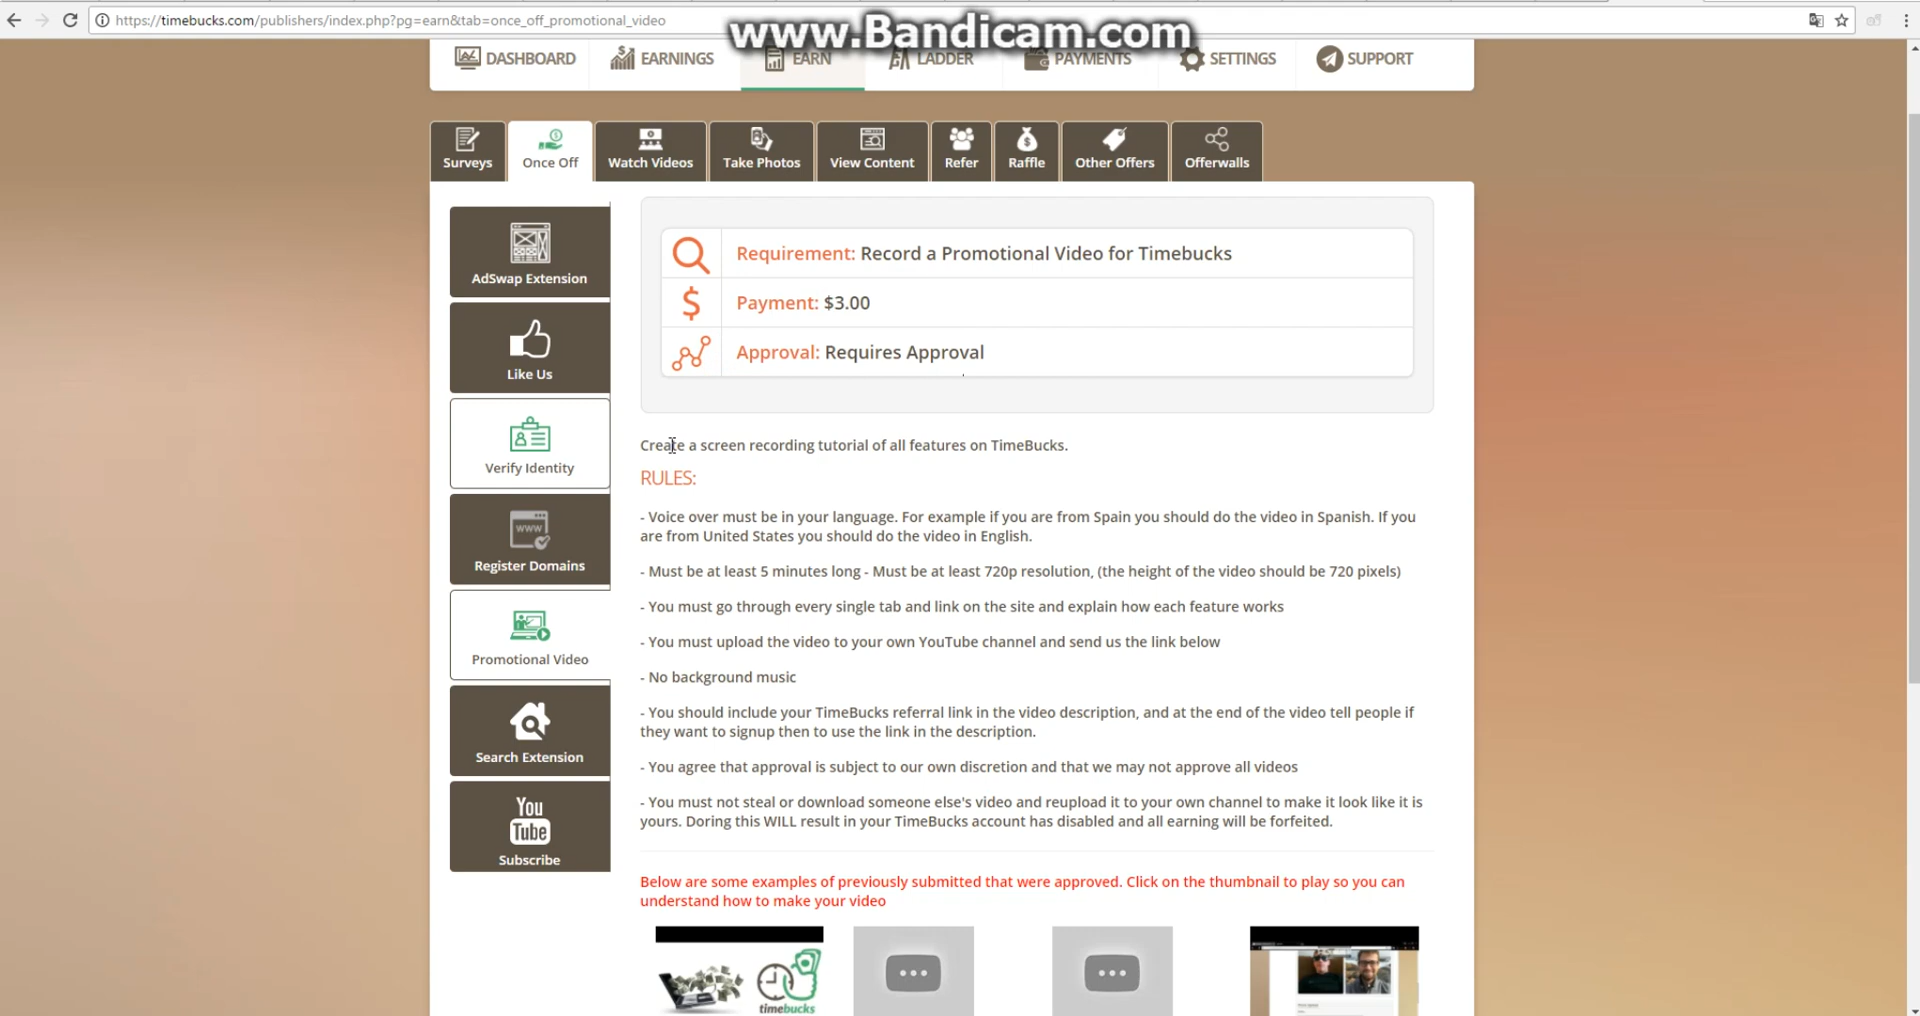 https://timebucks.com/publishers/index.php?pg=earn&tab=once_off_promotional_video
www.Bandicam.com
DASHBOARD EARNINGS EARN LADDER PAYMENTS SETTINGS SUPPORT
Surveys Once Off Watch Videos Take Photos View Content Refer Raffle Other Offers Offerwalls
AdSwap Extension
Like Us
Verify Identity
WWW
Register Domains
Promotional Video
Search Extension
You
Tube
Subscribe
Requirement: Record a Promotional Video for Timebucks
Payment: $3.00
Approval: Requires Approval
Create a screen recording tutorial of all features on TimeBucks.
RULES:
- Voice over must be in your language. For example if you are from Spain you should do the video in Spanish. If you
are from United States you should do the video in English.
- Must be at least 5 minutes long - Must be at least 720p resolution, (the height of the video should be 720 pixels)
- You must go through every single tab and link on the site and explain how each feature works
- You must upload the video to your own YouTube channel and send us the link below
- No background music
- You should include your TimeBucks referral link in the video description, and at the end of the video tell people if
they want to signup then to use the link in the description.
- You agree that approval is subject to our own discretion and that we may not approve all videos
- You must not steal or download someone else's video and reupload it to your own channel to make it look like it is
yours. Doring this WILL result in your TimeBucks account has disabled and all earning will be forfeited.
Below are some examples of previously submitted that were approved. Click on the thumbnail to play so you can
understand how to make your video
timebucks